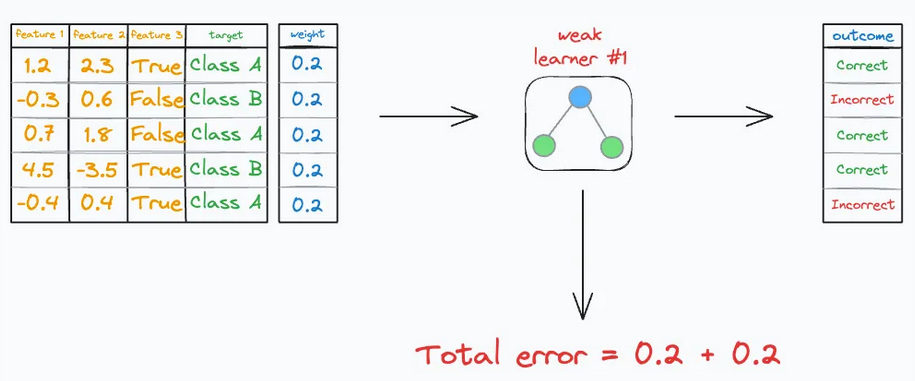 feature 1 feature 2 feature 3 target weight
1.2 2.3 True Class A 0.2
-0.3 0.6 False Class B 0.2
0.7 1.8 False Class A 0.2
4.5 -3.5 True Class B 0.2
-0.4 0.4 True Class A 0.2
weak
learner #1
outcome
Correct
Incorrect
Correct
Correct
Incorrect
Total error = 0.2 + 0.2